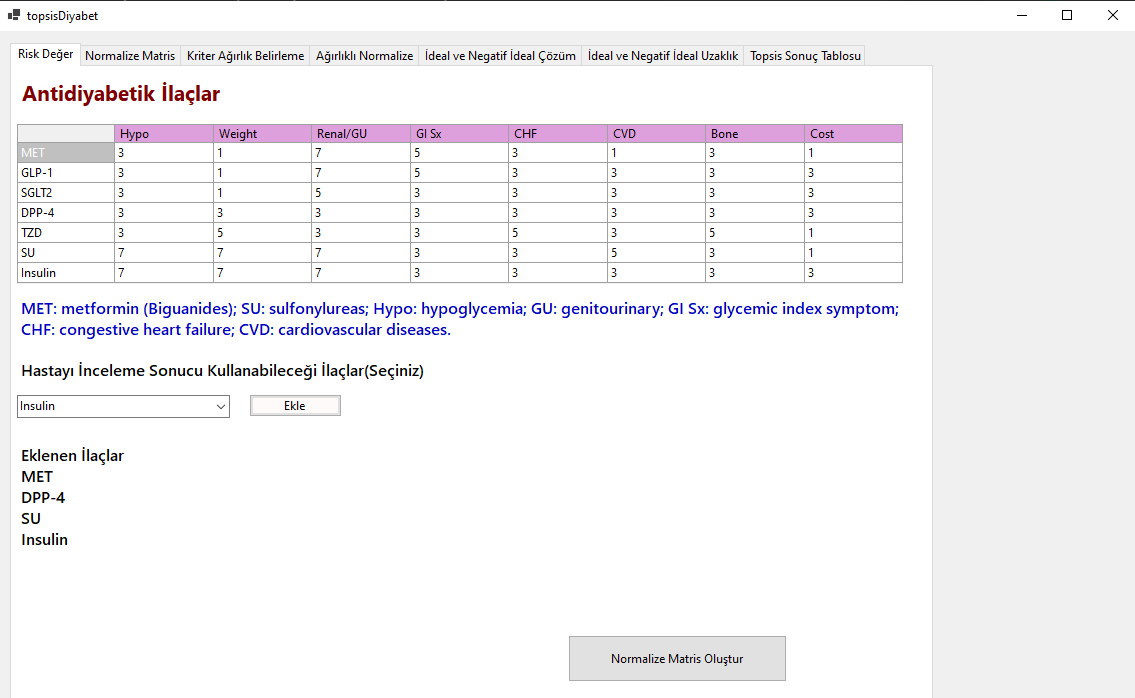 topsisDiyabet
Risk Değer Normalize Matris Kriter Ağırlık Belirleme Ağırlıklı Normalize İdeal ve Negatif İdeal Çözüm İdeal ve Negatif İdeal Uzaklık Topsis Sonuç Tablosu
Antidiyabetik İlaçlar
Hypo Weight Renal/GU GI Sx CHF CVD Bone Cost
MET 3 1 7 5 3 1 3 1
GLP-1 3 1 7 5 3 3 3 3
SGLT2 3 1 5 3 3 3 3 3
DPP-4 3 3 3 3 3 3 3 3
TZD 3 5 3 3 5 3 5 1
SU 7 7 7 3 3 5 3 1
Insulin 7 7 7 3 3 3 3 3
MET: metformin (Biguanides); SU: sulfonylureas; Hypo: hypoglycemia; GU: genitourinary; GI Sx: glycemic index symptom;
CHF: congestive heart failure; CVD: cardiovascular diseases.
Hastayı İnceleme Sonucu Kullanabileceği İlaçlar(Seçiniz)
Insulin Ekle
Eklenen İlaçlar
MET
DPP-4
SU
Insulin
Normalize Matris Oluştur